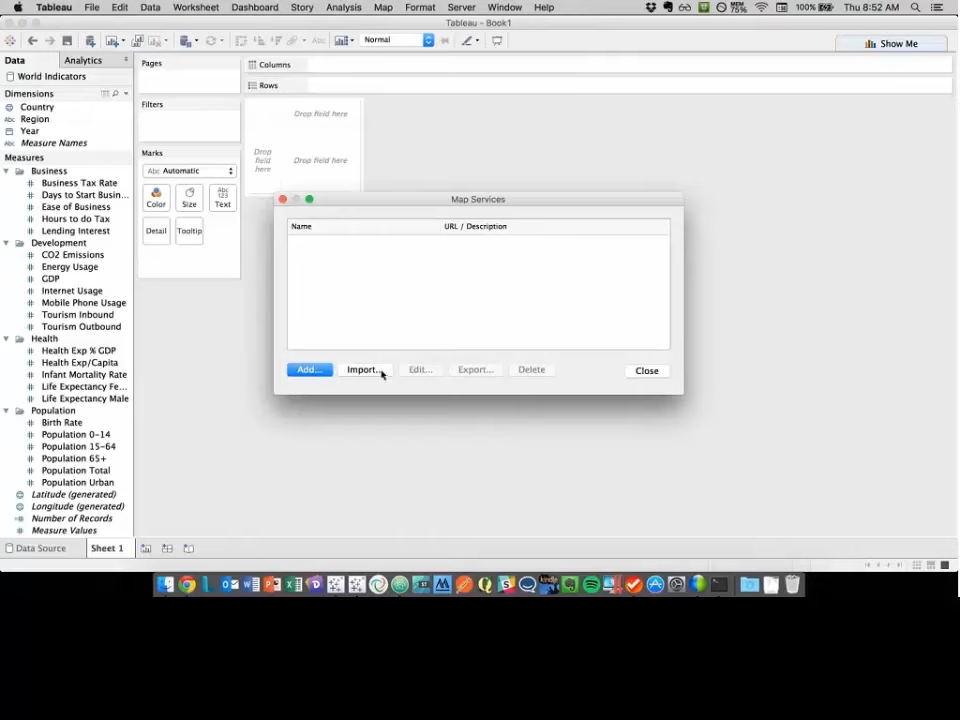 Tableau File Edit Data Worksheet Dashboard Story Analysis Map Format Server Window Help 100% Thu 8:52 AM
Tableau - Book1
Normal
Show Me
Data Analytics
World Indicators
Dimensions
Country
Region
Year
Measure Names
Measures
Business
Business Tax Rate
Days to Start Busin...
Ease of Business
Hours to do Tax
Lending Interest
Development
CO2 Emissions
Energy Usage
GDP
Internet Usage
Mobile Phone Usage
Tourism Inbound
Tourism Outbound
Health
Health Exp % GDP
Health Exp/Capita
Infant Mortality Rate
Life Expectancy Fe...
Life Expectancy Male
Population
Birth Rate
Population 0-14
Population 15-64
Population 65+
Population Total
Population Urban
Latitude (generated)
Longitude (generated)
Number of Records
Measure Values
Pages
Filters
Marks
Abc Automatic
Color Size Text
Detail Tooltip
Columns
Rows
Drop field here
Drop field here
Drop field here
Map Services
Name URL / Description
Add... Import... Edit... Export... Delete Close
Data Source Sheet 1